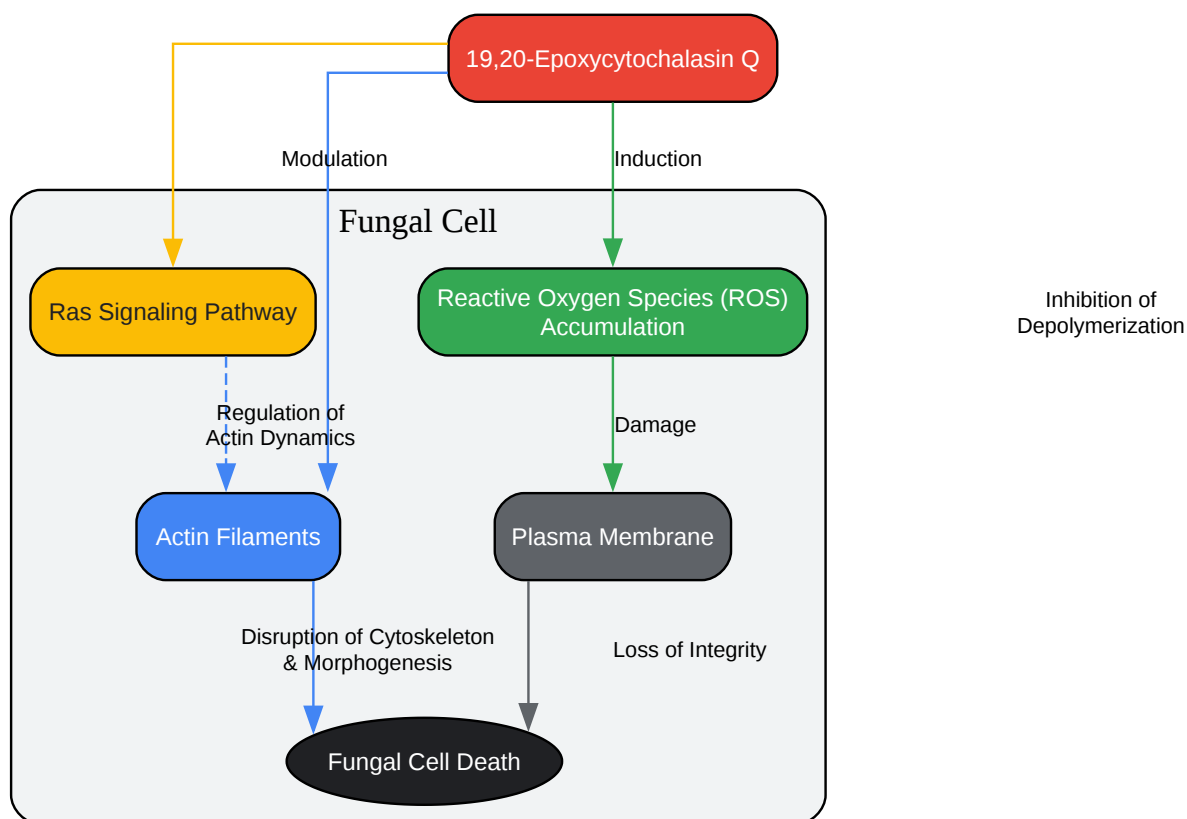 19,20-Epoxycytochalasin Q
Modulation
Induction
Fungal Cell
Ras Signaling Pathway
Reactive Oxygen Species (ROS)
Accumulation
Inhibition of
Depolymerization
Regulation of
Actin Dynamics
Damage
Actin Filaments
Plasma Membrane
Disruption of Cytoskeleton
& Morphogenesis
Loss of Integrity
Fungal Cell Death